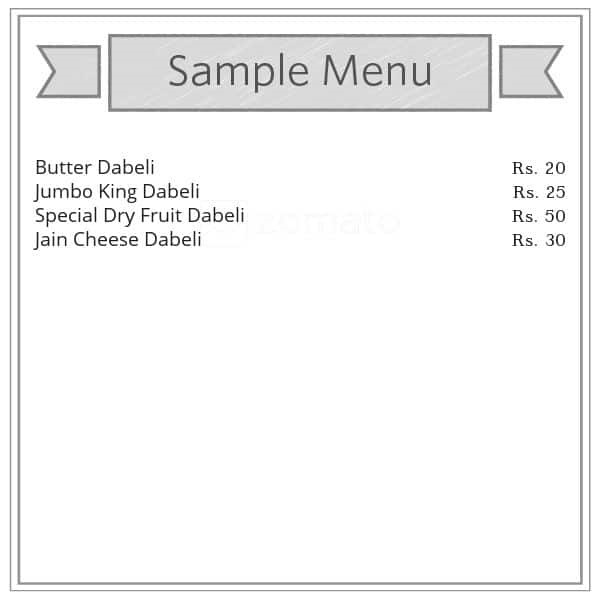 Sample Menu
Butter Dabeli Rs. 20
Jumbo King Dabeli Rs. 25
Special Dry Fruit Dabeli Rs. 50
zomato
Jain Cheese Dabeli Rs. 30